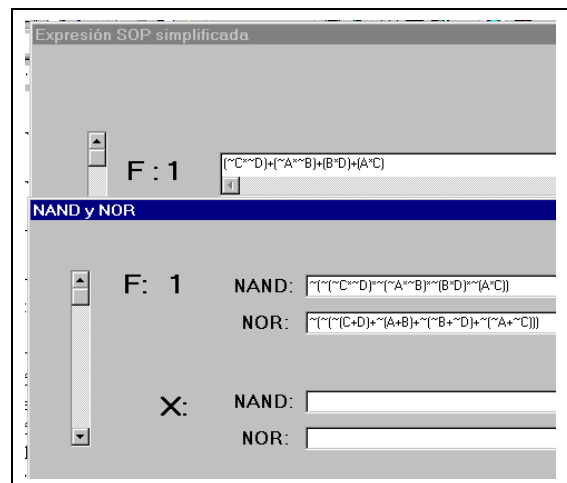 Expresión SOP simplificada
F : 1
(~C*~D)+(~A*~B)+(B*D)+(A*C)
NAND y NOR
F: 1
NAND: ~(~(~C*~D)*~(~A*~B)*~(B*D)*~(A*C))
NOR: ~(~(~(C+D)+~(A+B)+~(~B+~D)+~(~A+~C)))
X:
NAND:
NOR: